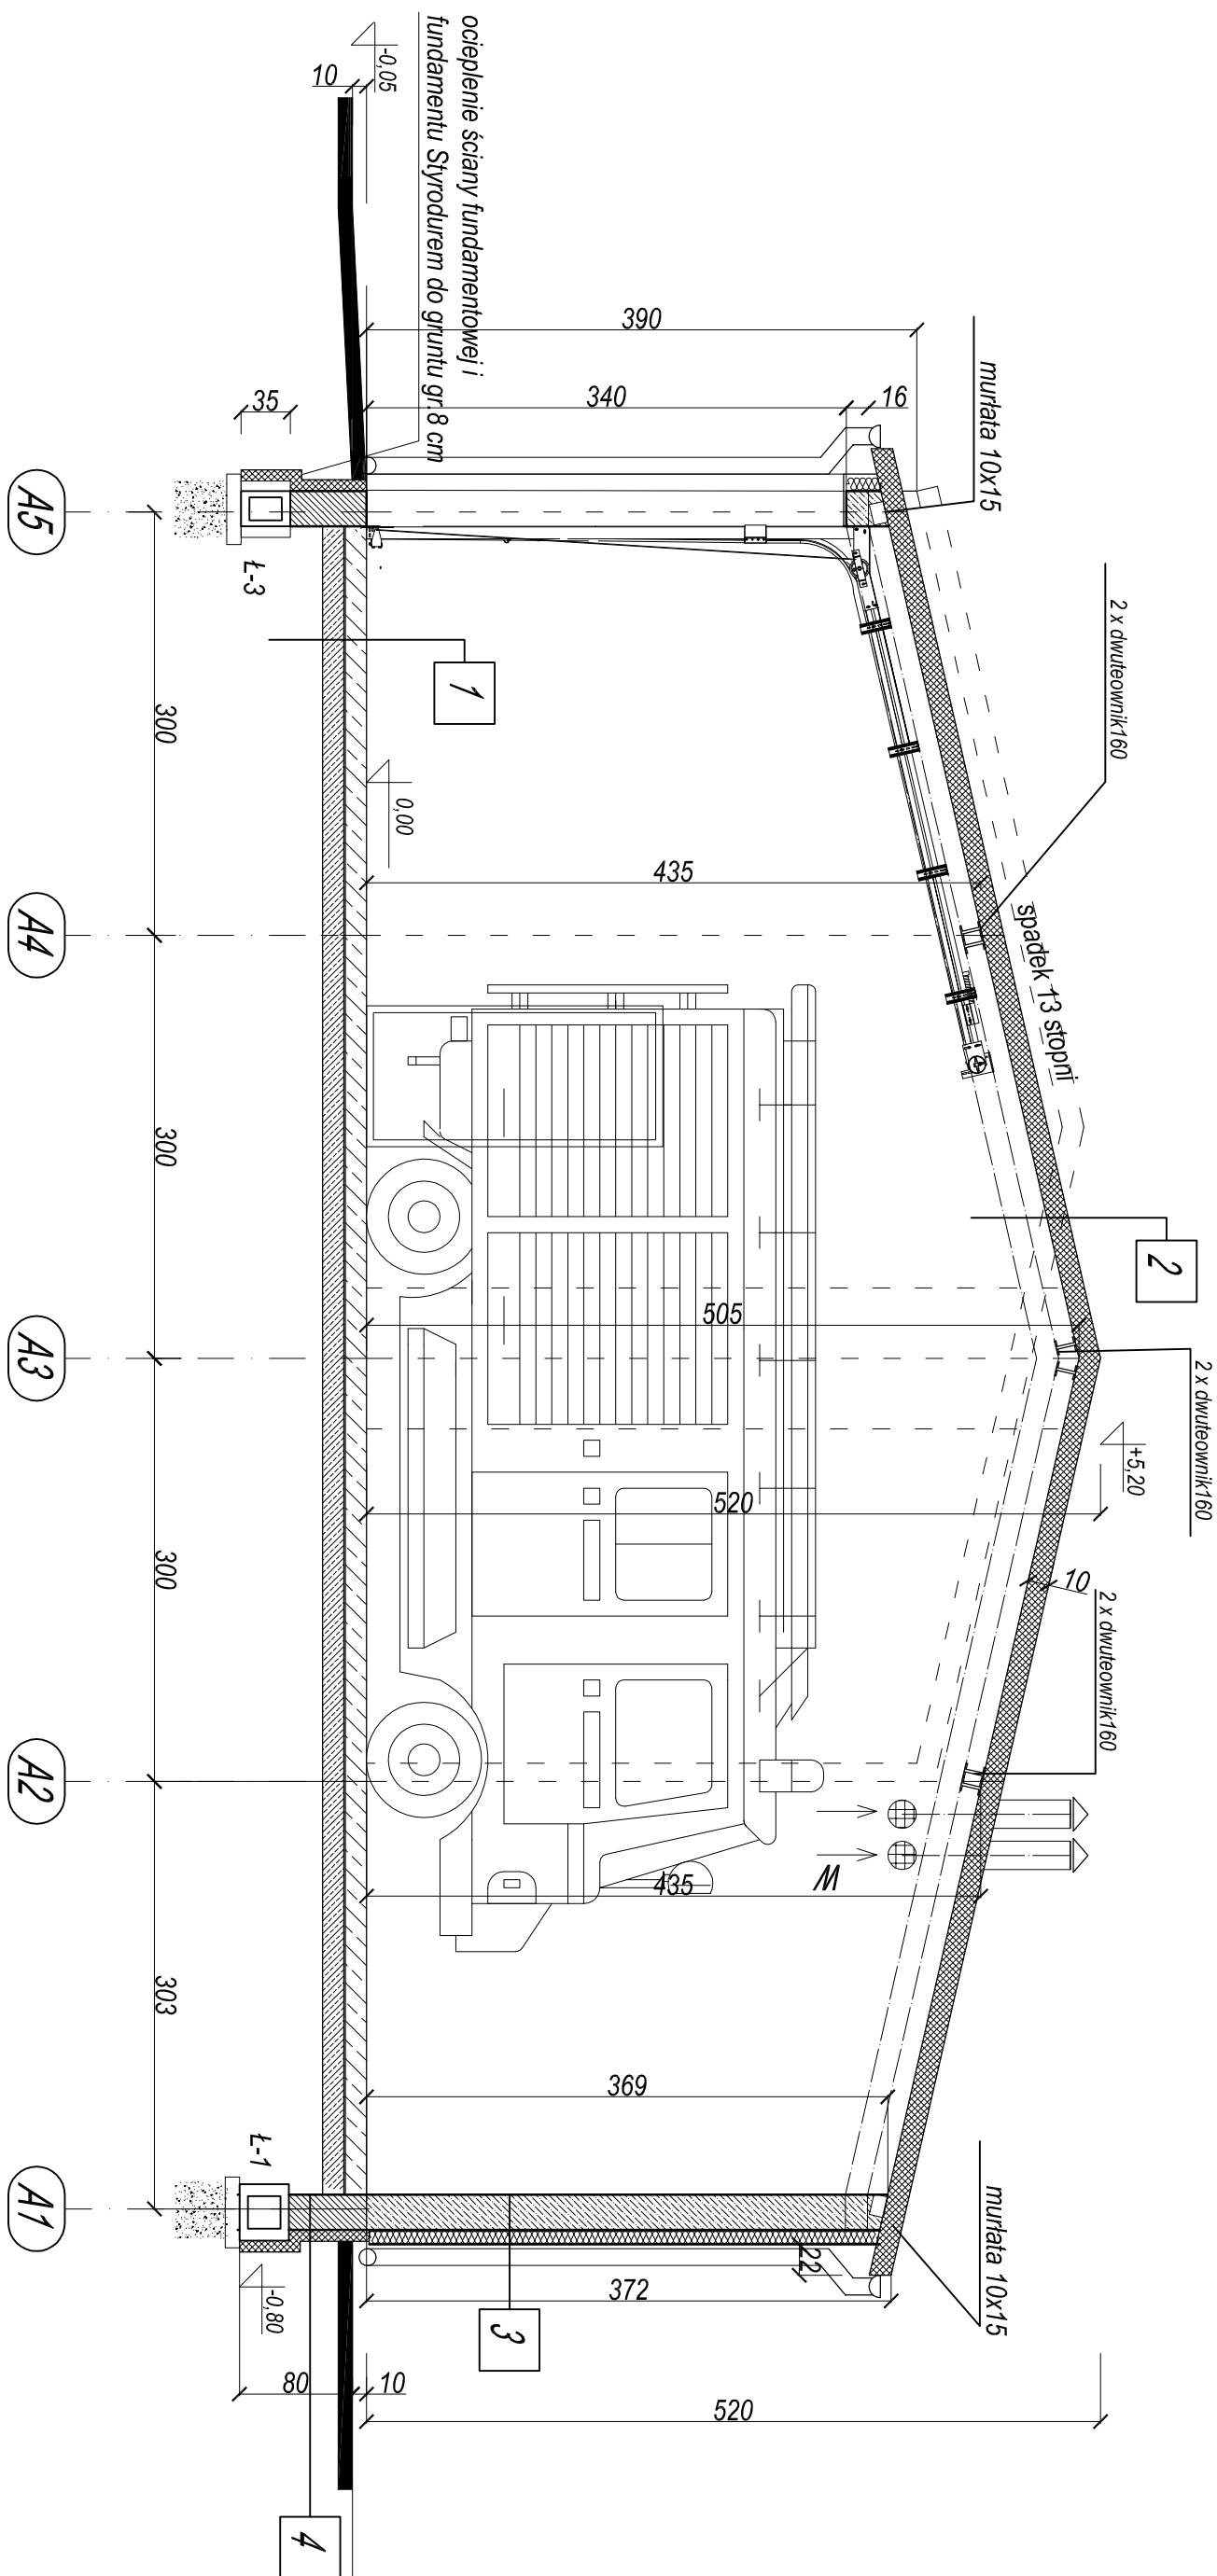 ocieplenie ściany fundamentowej i
fundamentu Styrodurem do gruntu gr.8 cm
-0,05
10
390
340
16
35
murłata 10x15
2 x dwuteownik160
spadek 13 stopni
435
0,00
1
2
505
2 x dwuteownik160
+5,20
520
10
2 x dwuteownik160
W
435
369
murłata 10x15
22
372
3
Ł-3
Ł-1
-0,80
80
10
520
4
300
300
300
303
A5
A4
A3
A2
A1